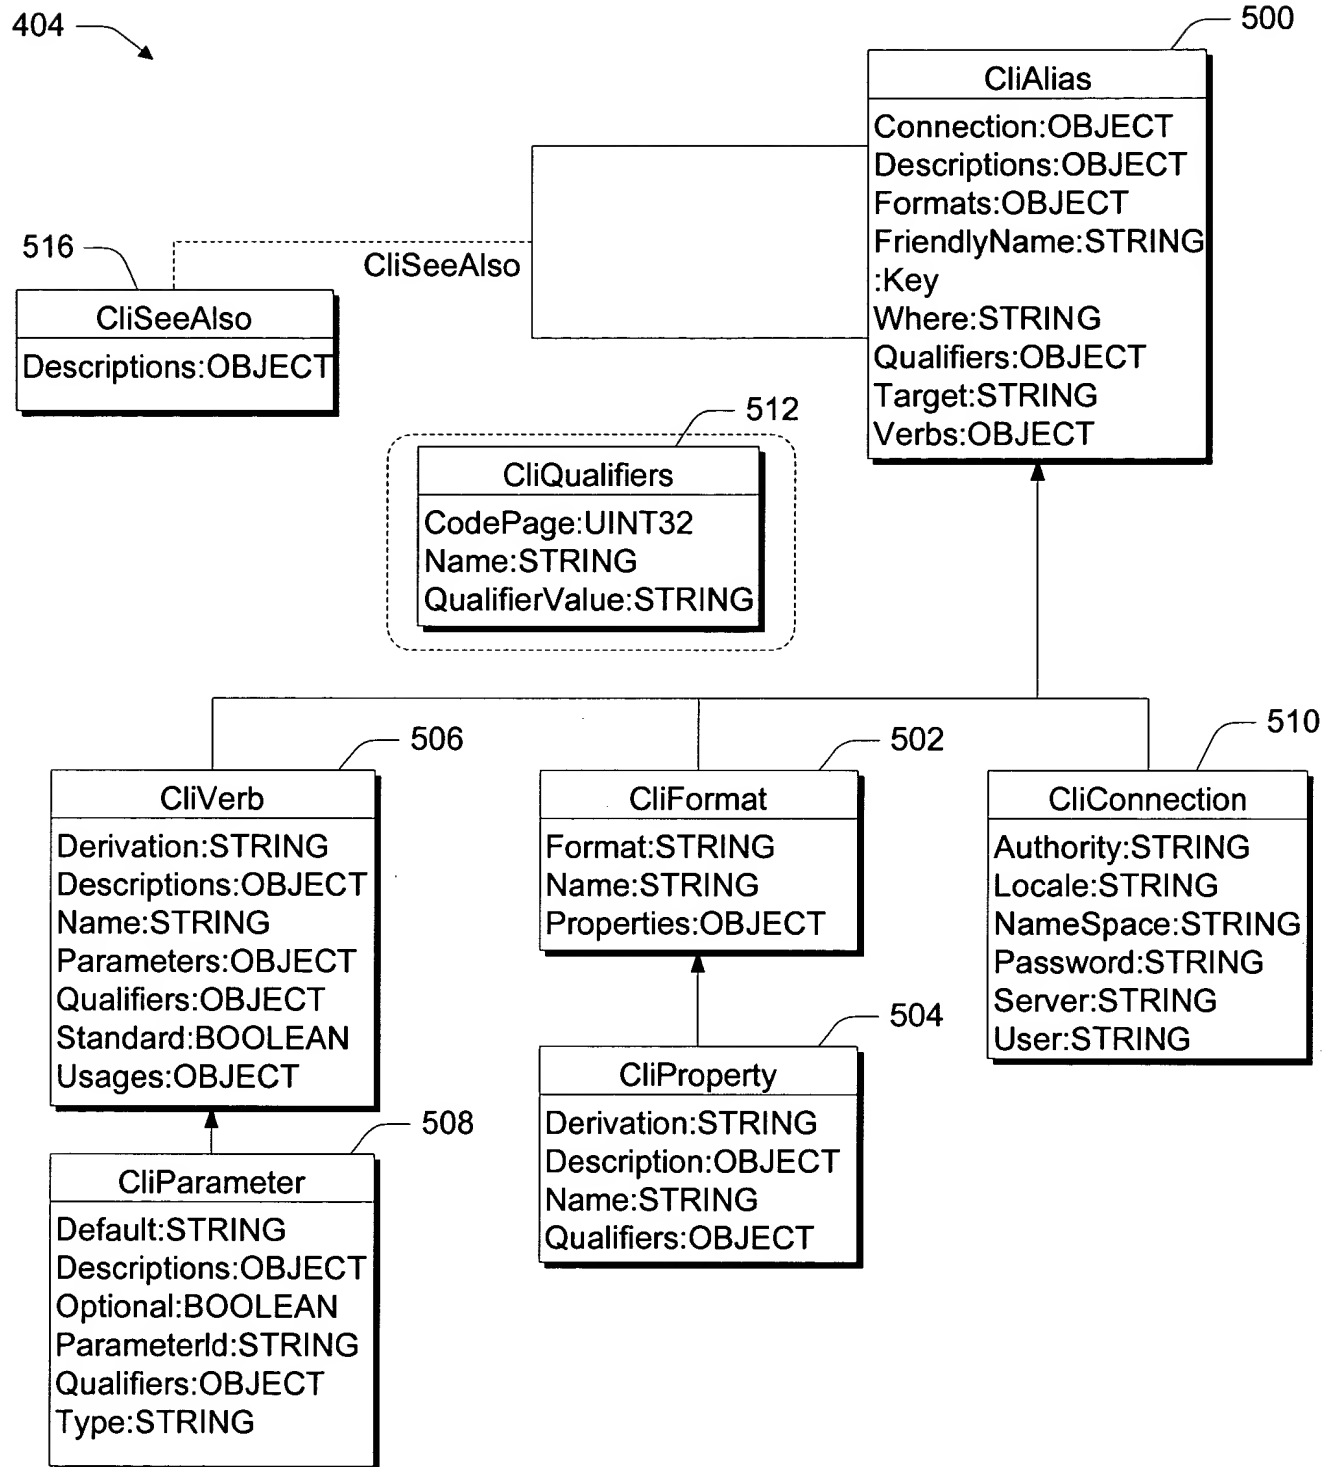 404
500
CliAlias
Connection:OBJECT
Descriptions:OBJECT
Formats:OBJECT
FriendlyName:STRING
:Key
Where:STRING
Qualifiers:OBJECT
Target:STRING
Verbs:OBJECT
CliSeeAlso
516
CliSeeAlso
Descriptions:OBJECT
512
CliQualifiers
CodePage:UINT32
Name:STRING
QualifierValue:STRING
506
CliVerb
Derivation:STRING
Descriptions:OBJECT
Name:STRING
Parameters:OBJECT
Qualifiers:OBJECT
Standard:BOOLEAN
Usages:OBJECT
502
CliFormat
Format:STRING
Name:STRING
Properties:OBJECT
510
CliConnection
Authority:STRING
Locale:STRING
NameSpace:STRING
Password:STRING
Server:STRING
User:STRING
508
CliParameter
Default:STRING
Descriptions:OBJECT
Optional:BOOLEAN
ParameterId:STRING
Qualifiers:OBJECT
Type:STRING
504
CliProperty
Derivation:STRING
Description:OBJECT
Name:STRING
Qualifiers:OBJECT